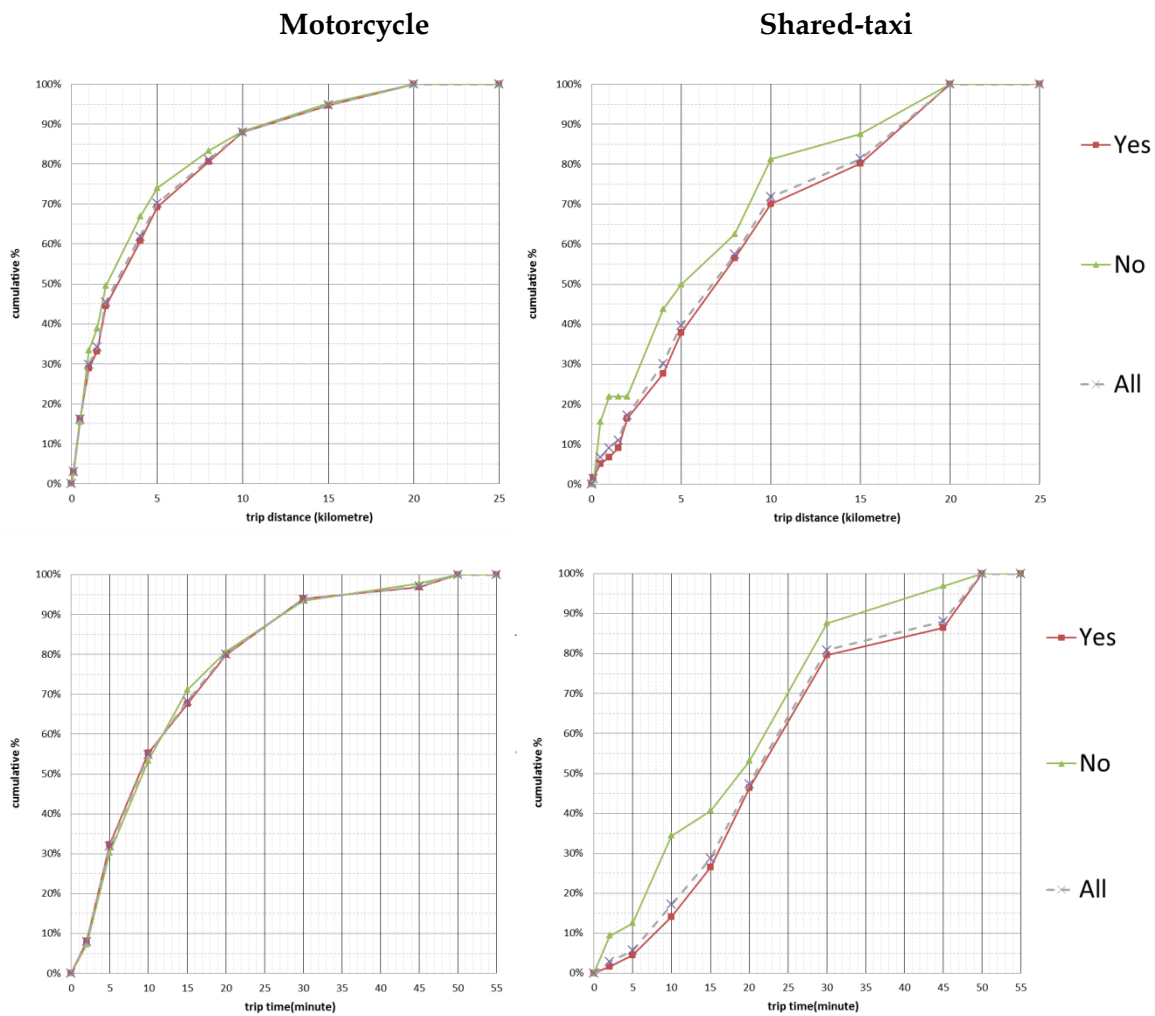 Motorcycle
Shared-taxi
100%
90%
80%
70%
60%
50%
40%
30%
20%
10%
0%
cumulative %
0 5 10 15 20 25
trip distance (kilometre)
100%
90%
80%
70%
60%
50%
40%
30%
20%
10%
0%
cumulative %
0 5 10 15 20 25
trip distance (kilometre)
Yes
No
All
100%
90%
80%
70%
60%
50%
40%
30%
20%
10%
0%
cumulative %
0 5 10 15 20 25 30 35 40 45 50 55
trip time(minute)
100%
90%
80%
70%
60%
50%
40%
30%
20%
10%
0%
cumulative %
0 5 10 15 20 25 30 35 40 45 50 55
trip time(minute)
Yes
No
All